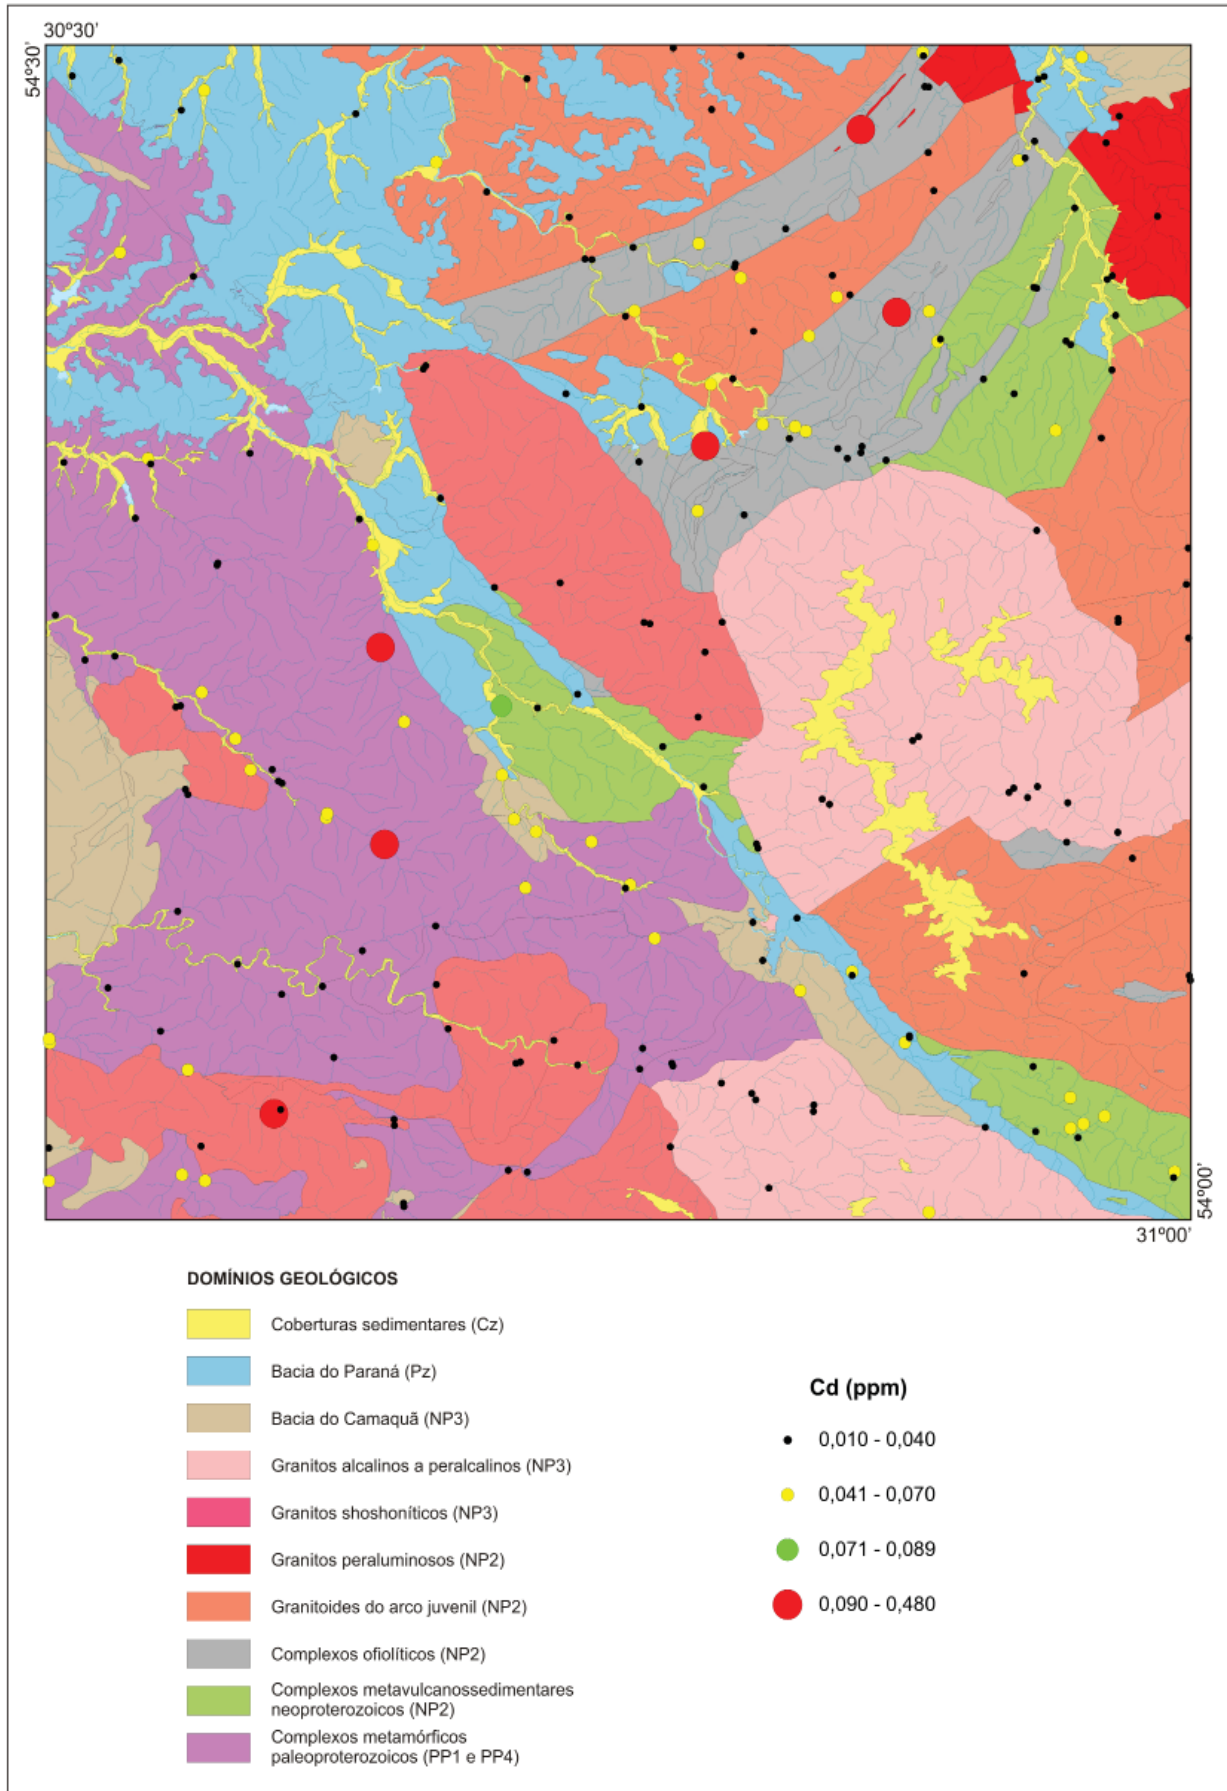 30º30'
54º30'
54º00'
31º00'
DOMÍNIOS GEOLÓGICOS
Coberturas sedimentares (Cz)
Bacia do Paraná (Pz)
Bacia do Camaquã (NP3)
Granitos alcalinos a peralcalinos (NP3)
Granitos shoshoníticos (NP3)
Granitos peraluminosos (NP2)
Granitoides do arco juvenil (NP2)
Complexos ofiolíticos (NP2)
Complexos metavulcanossedimentares
neoproterozoicos (NP2)
Complexos metamórficos
paleoproterozoicos (PP1 e PP4)
Cd (ppm)
0,010 - 0,040
0,041 - 0,070
0,071 - 0,089
0,090 - 0,480